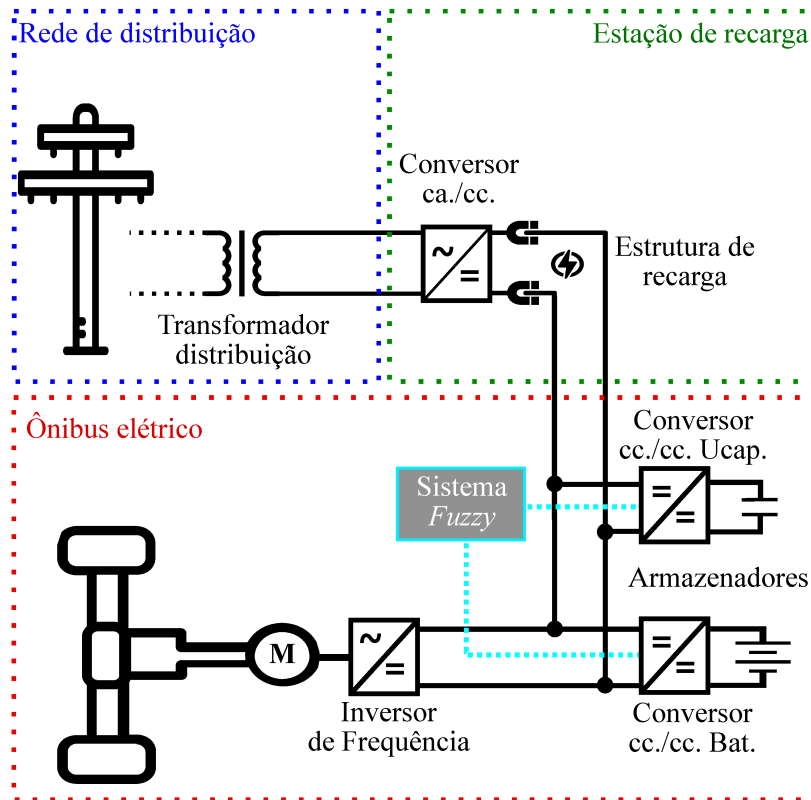 Rede de distribuição
Estação de recarga
Conversor
ca./cc.
Estrutura de
recarga
Transformador
distribuição
Ônibus elétrico
Conversor
cc./cc. Ucap.
Sistema
Fuzzy
Armazenadores
M
Inversor
de Frequência
Conversor
cc./cc. Bat.